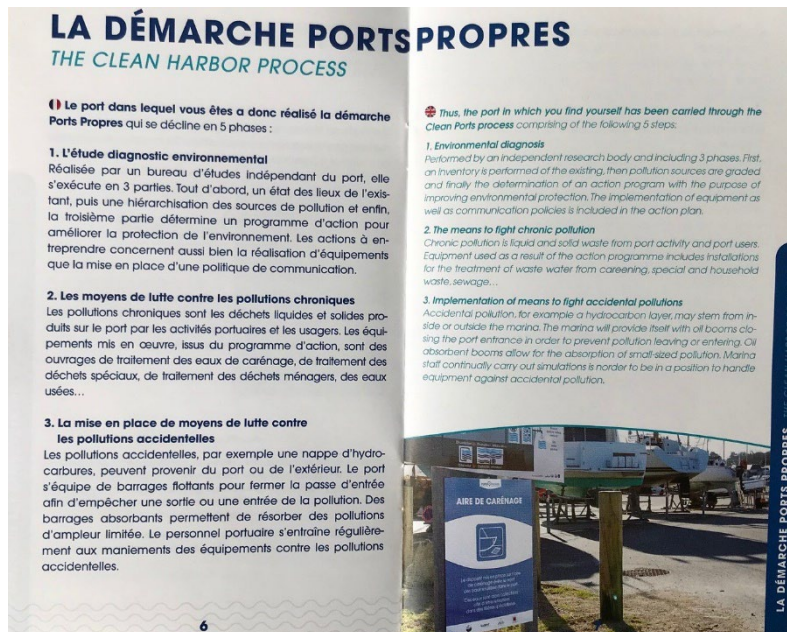 LA DÉMARCHE PORTS PROPRES
THE CLEAN HARBOR PROCESS
Le port dans lequel vous êtes a donc réalisé la démarche
Ports Propres qui se décline en 5 phases :
1. L'étude diagnostic environnemental
Réalisée par un bureau d'études indépendant du port, elle
s'exécute en 3 parties. Tout d'abord, un état des lieux de l'exis-
tant, puis une hiérarchisation des sources de pollution et enfin,
la troisième partie détermine un programme d'action pour
améliorer la protection de l'environnement. Les actions à en-
treprendre concernent aussi bien la réalisation d'équipements
que la mise en place d'une politique de communication.
2. Les moyens de lutte contre les pollutions chroniques
Les pollutions chroniques sont les déchets liquides et solides pro-
duits sur le port par les activités portuaires et les usagers. Les équi-
pements mis en œuvre, issus du programme d'action, sont des
ouvrages de traitement des eaux de carénage, de traitement des
déchets spéciaux, de traitement des déchets ménagers, des eaux
usées...
3. La mise en place de moyens de lutte contre
les pollutions accidentelles
Les pollutions accidentelles, par exemple une nappe d'hydro-
carbures, peuvent provenir du port ou de l'extérieur. Le port
s'équipe de barrages flottants pour fermer la passe d'entrée
afin d'empêcher une sortie ou une entrée de la pollution. Des
barrages absorbants permettent de résorber des pollutions
d'ampleur limitée. Le personnel portuaire s'entraîne régulière-
ment aux maniements des équipements contre les pollutions
accidentelles.
6
Thus, the port in which you find yourself has been carried through the
Clean Ports process comprising of the following 5 steps:
1. Environmental diagnosis
Performed by an independent research body and including 3 phases. First,
an inventory is performed of the existing, then pollution sources are graded
and finally the determination of an action program with the purpose of
improving environmental protection. The implementation of equipment as
well as communication policies is included in the action plan.
2. The means to fight chronic pollution
Chronic pollution is liquid and solid waste from port activity and port users.
Equipment used as a result of the action programme includes installations
for the treatment of waste water from careening, special and household
waste, sewage...
3. Implementation of means to fight accidental pollutions
Accidental pollution, for example a hydrocarbon layer, may stem from in-
side or outside the marina. The marina will provide itself with oil booms clo-
sing the port entrance in order to prevent pollution leaving or entering. Oil
absorbent booms allow for the absorption of small-sized pollution. Marina
staff continually carry out simulations is norder to be in a position to handle
equipment against accidental pollution.
AIRE DE CARÉNAGE
LA DÉMARCHE PORTS PROPRES